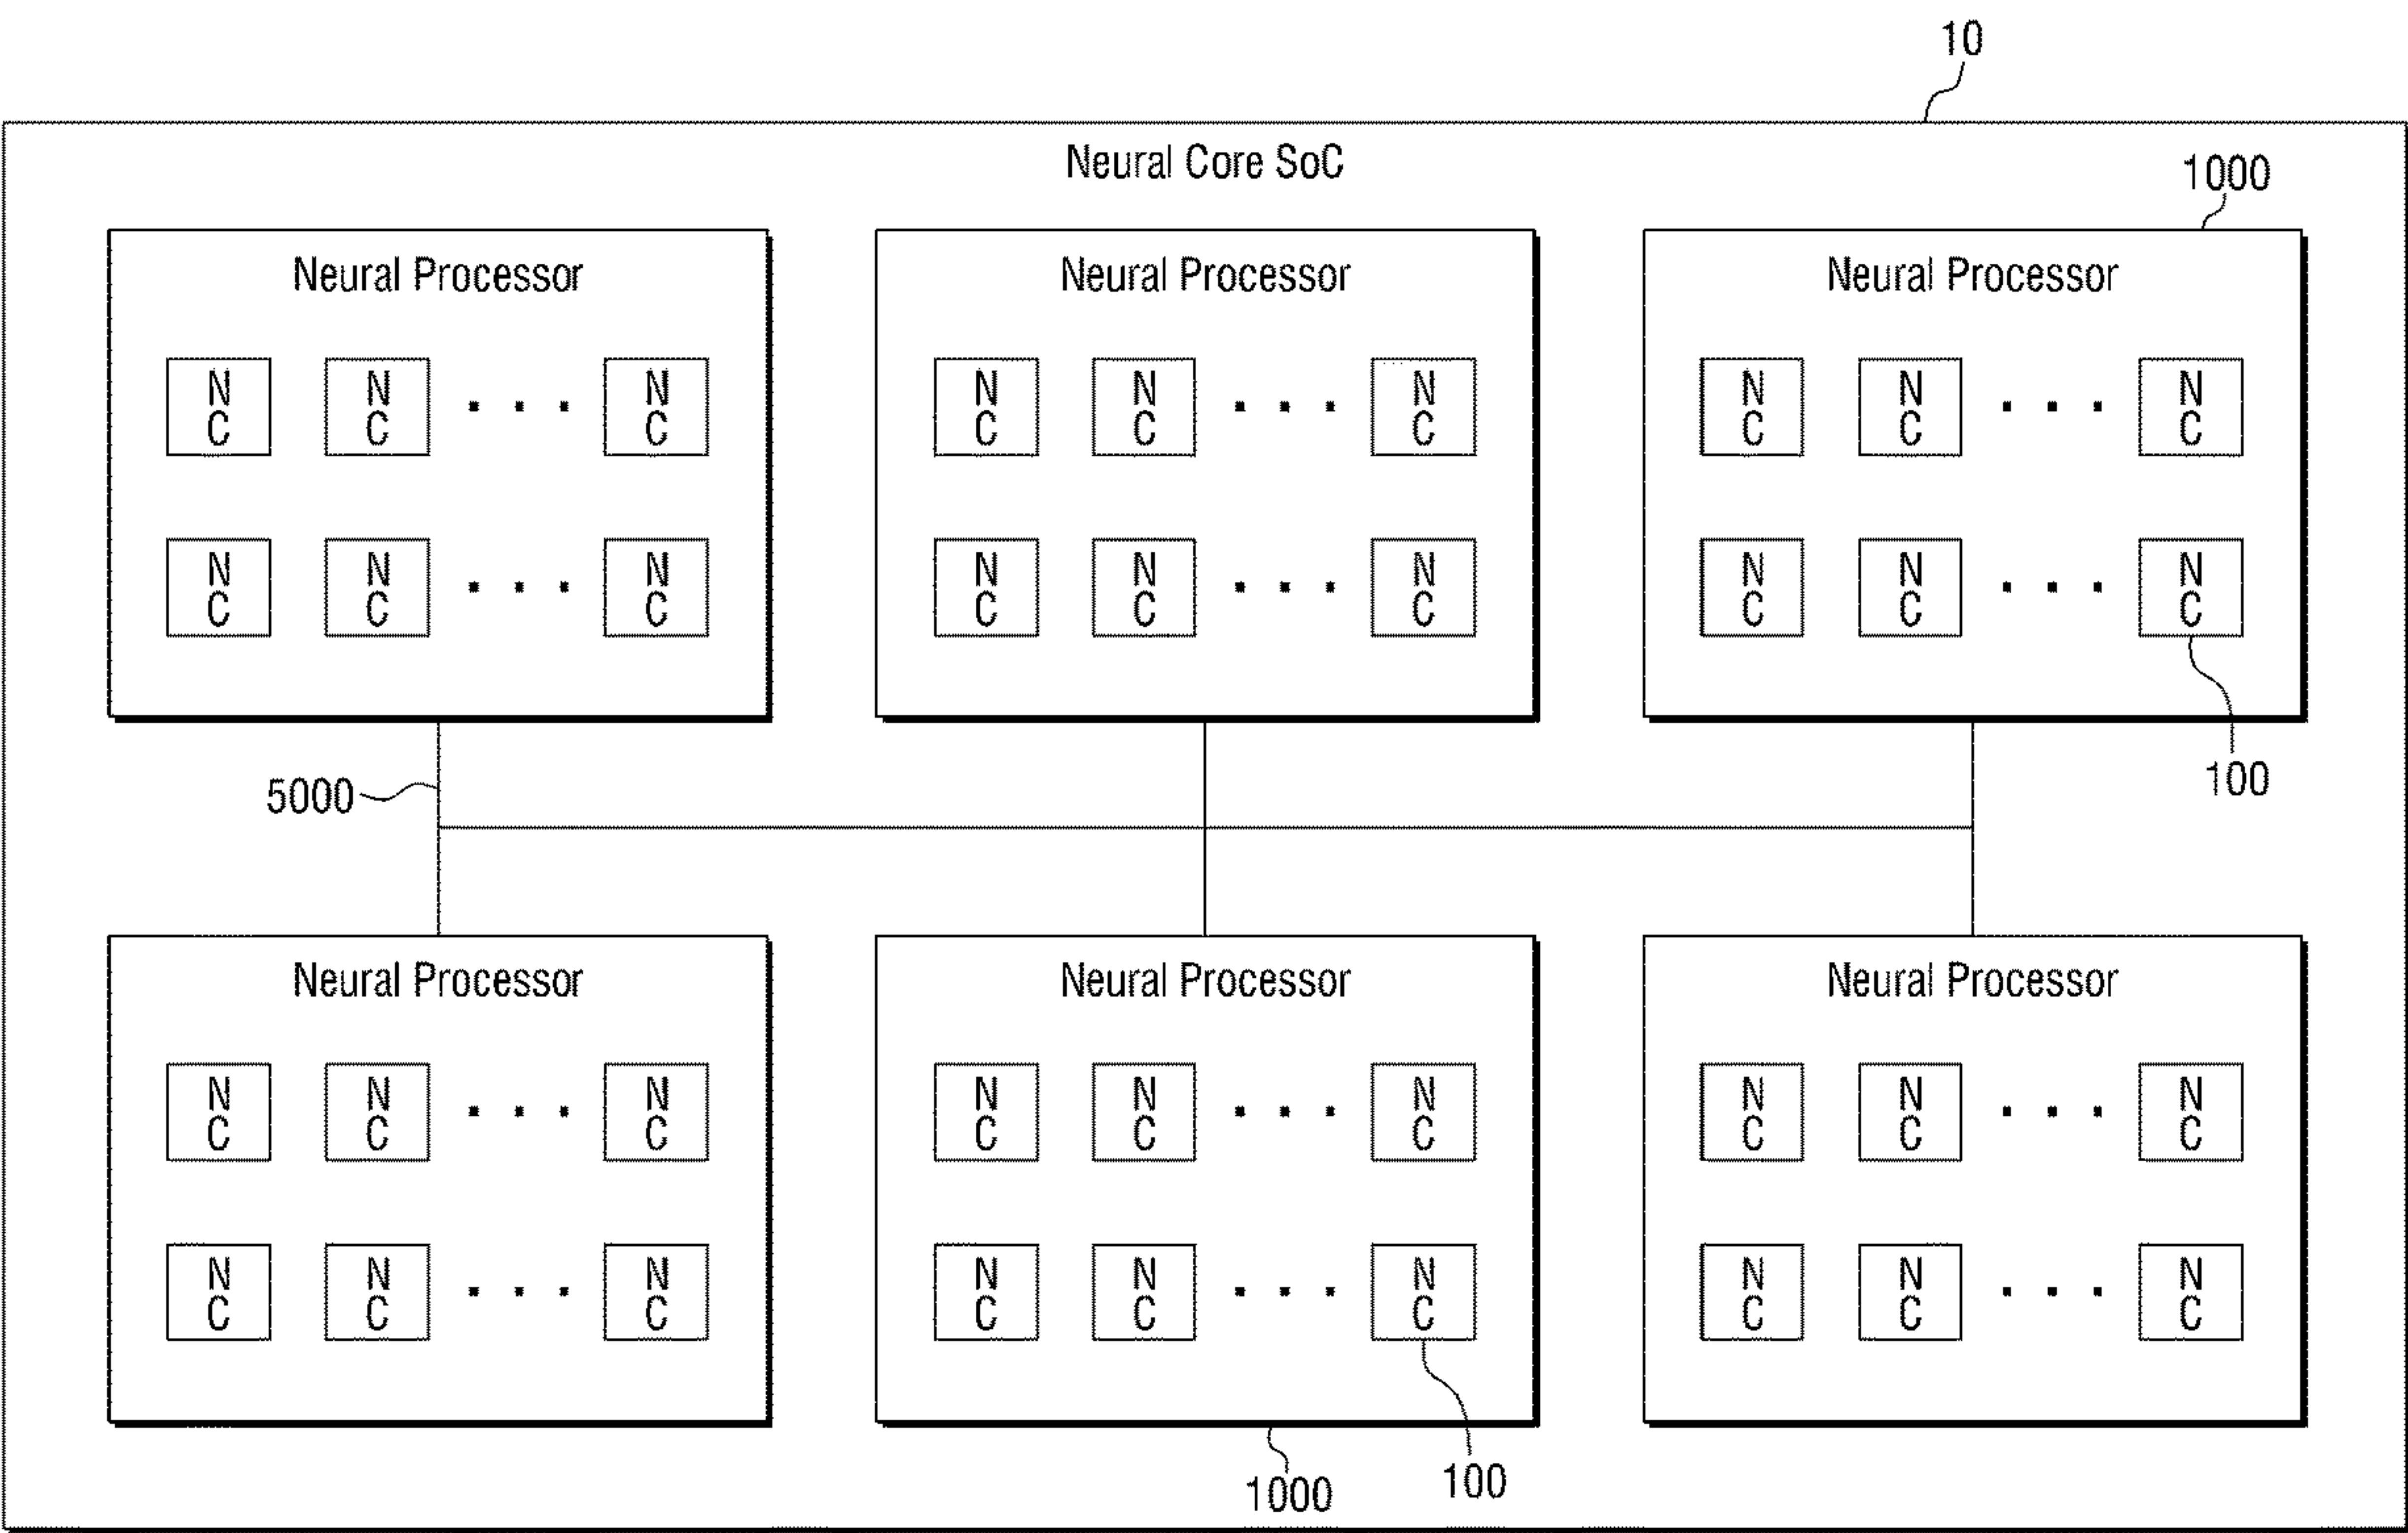 10
Neural Core SoC
1000
Neural Processor Neural Processor Neural Processor
N N N N N N N N N
C C . . . C C C . . . C C C . . . C
N N N N N N N N N
C C . . . C C C . . . C C C . . . C
5000
100
Neural Processor Neural Processor Neural Processor
N N N N N N N N N
C C . . . C C C . . . C C C . . . C
N N N N N N N N N
C C . . . C C C . . . C C C . . . C
1000
100